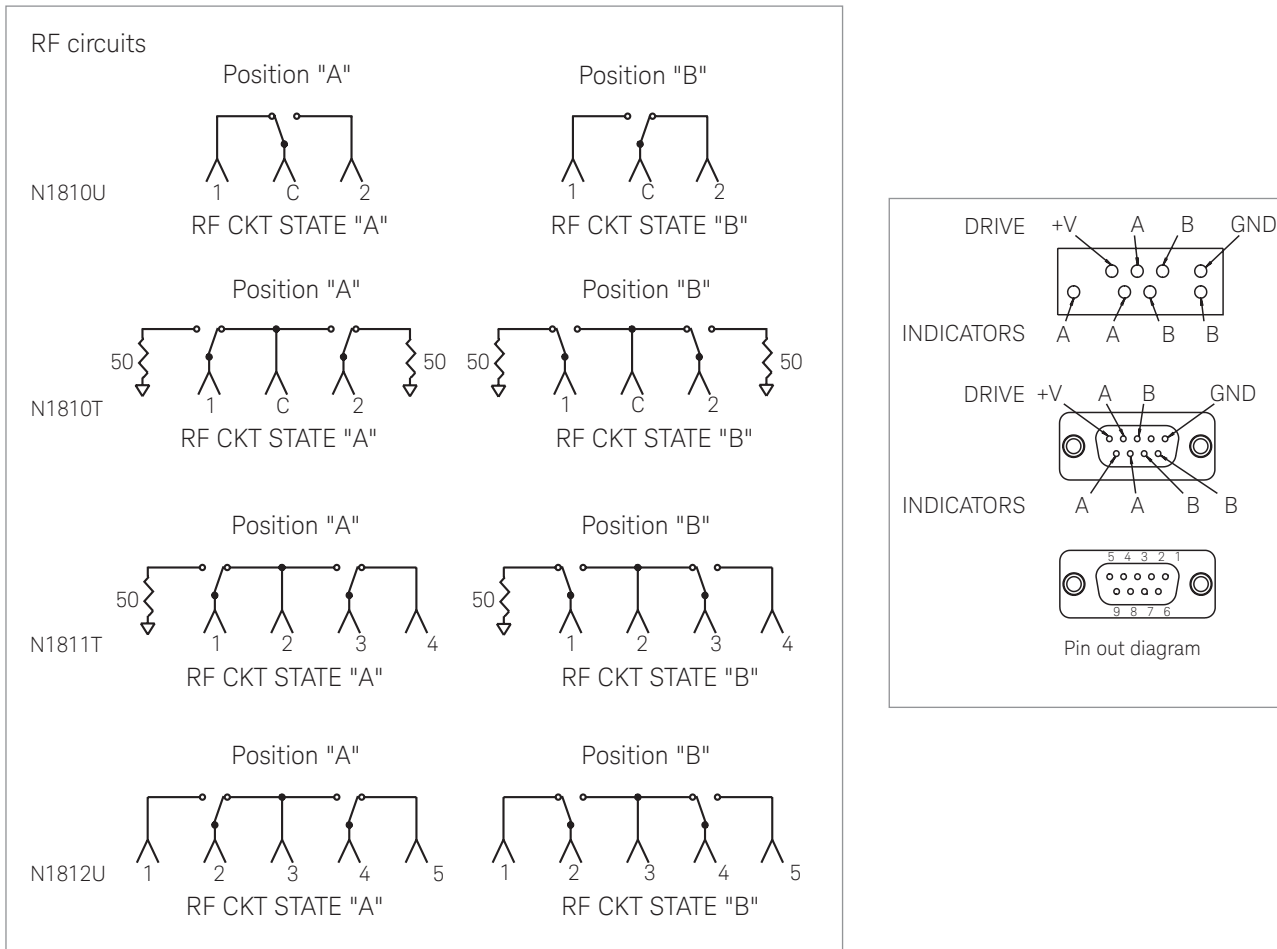 RF circuits
Position "A" Position "B"
N1810U 1 C 2 1 C 2
RF CKT STATE "A" RF CKT STATE "B"
Position "A" Position "B"
50 50 50 50
N1810T 1 C 2 1 C 2
RF CKT STATE "A" RF CKT STATE "B"
Position "A" Position "B"
50 50
N1811T 1 2 3 4 1 2 3 4
RF CKT STATE "A" RF CKT STATE "B"
Position "A" Position "B"
N1812U 1 2 3 4 5 1 2 3 4 5
RF CKT STATE "A" RF CKT STATE "B"
DRIVE +V A B GND
INDICATORS A A B B
DRIVE +V A B GND
INDICATORS A A B B
5 4 3 2 1
9 8 7 6
Pin out diagram